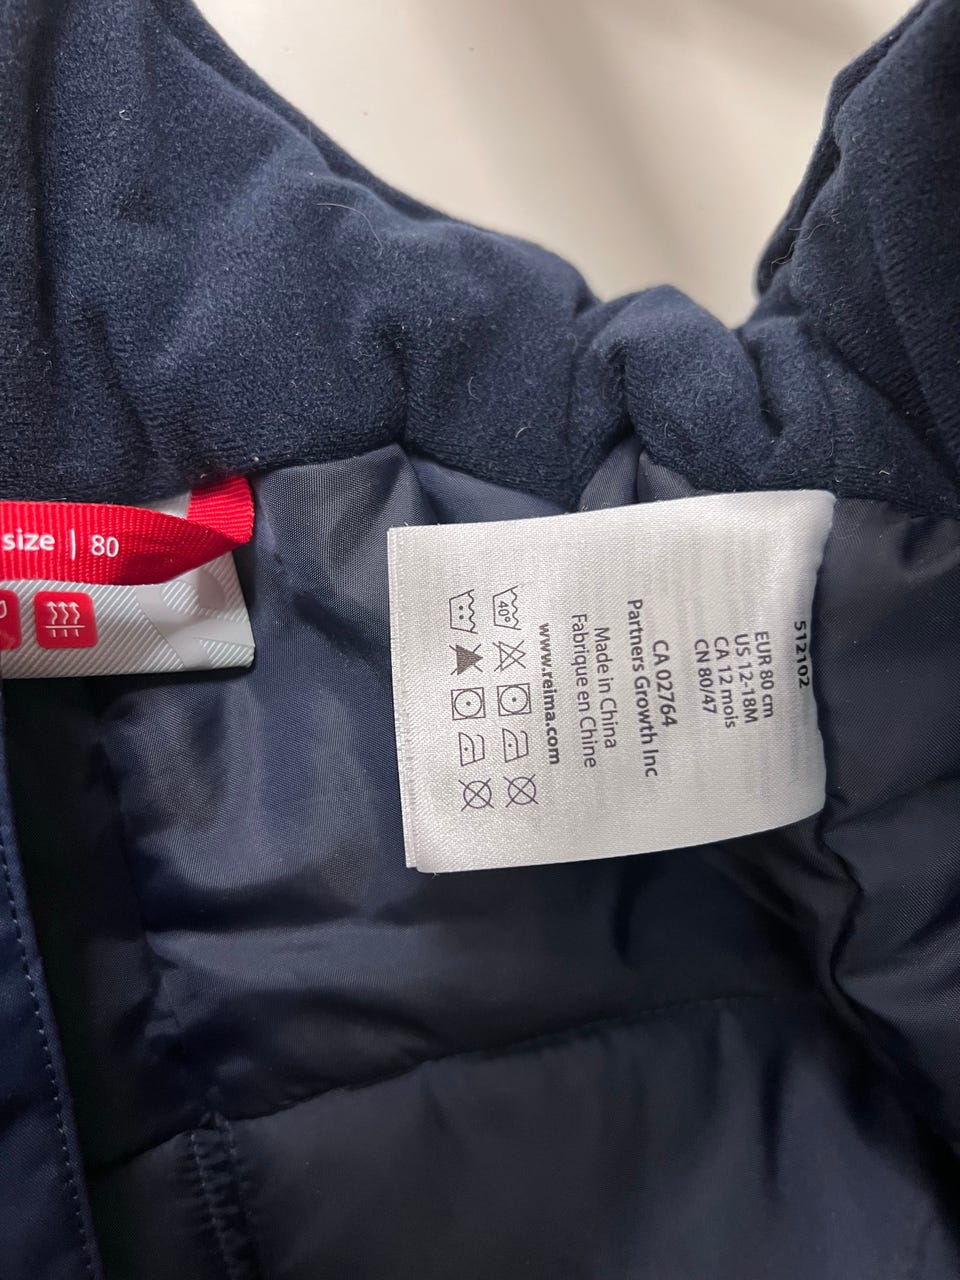 size | 80
512102
EUR 80 cm
US 12-18M
CA 12 mois
CN 80/47
CA 02764
Partners Growth Inc
Made in China
Fabrique en Chine
www.reima.com
40°